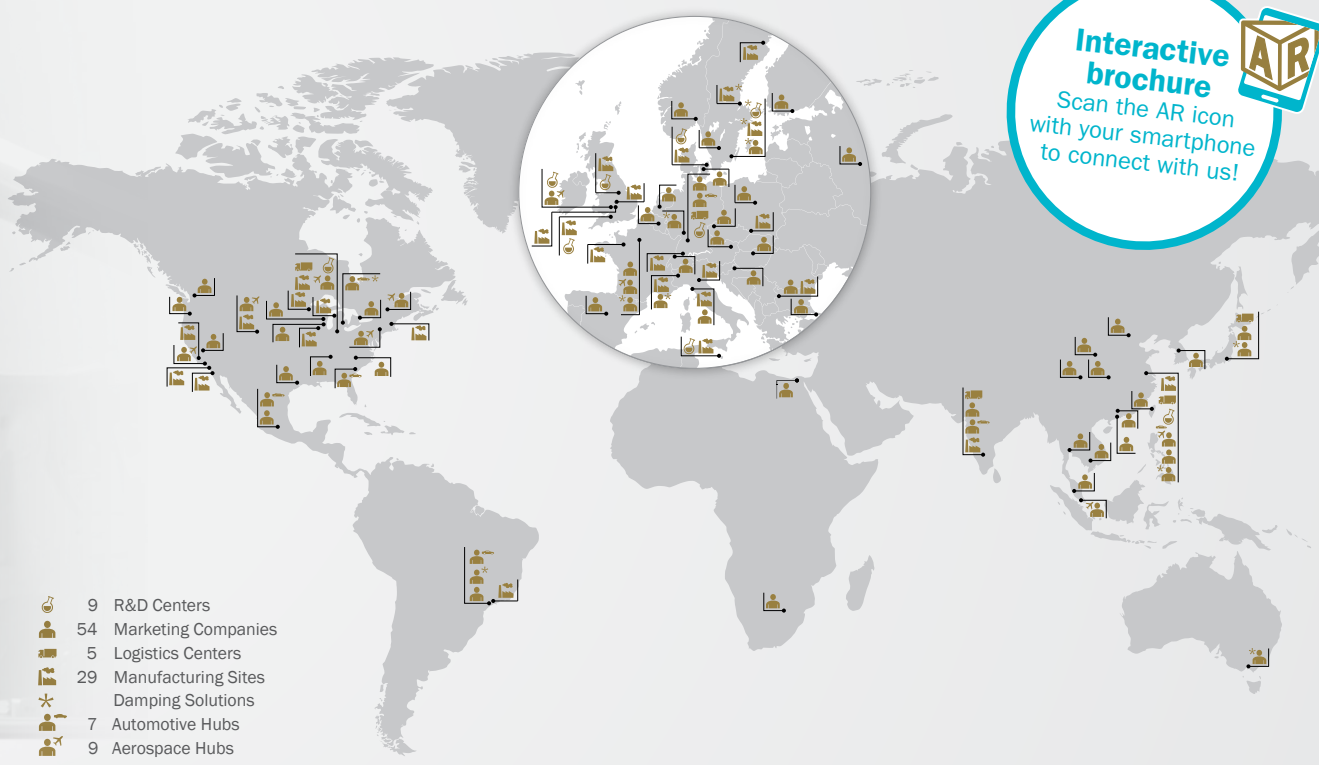 Interactive
brochure
Scan the AR icon
with your smartphone
to connect with us!
AR
9 R&D Centers
54 Marketing Companies
5 Logistics Centers
29 Manufacturing Sites
Damping Solutions
7 Automotive Hubs
9 Aerospace Hubs